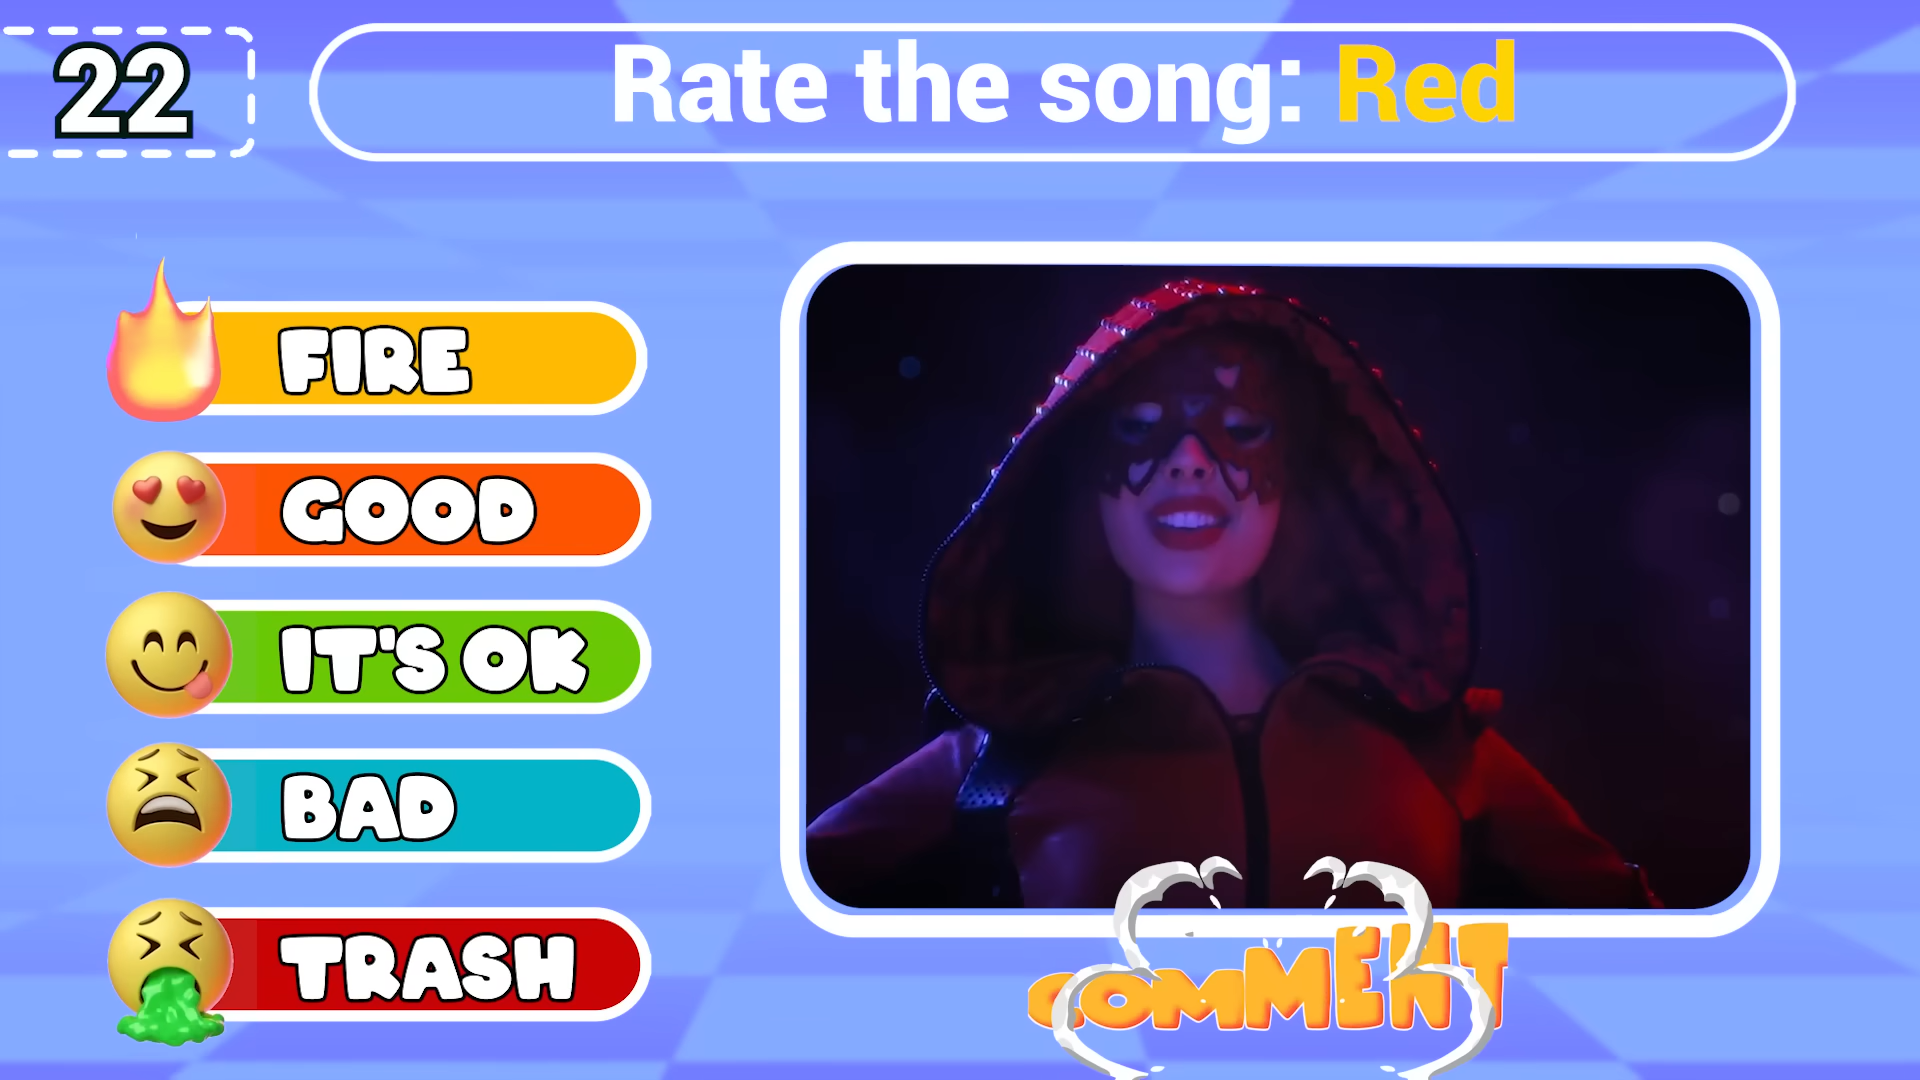 22
Rate the song: Red
FIRE
GOOD
IT'S OK
BAD
TRASH
COMMENT